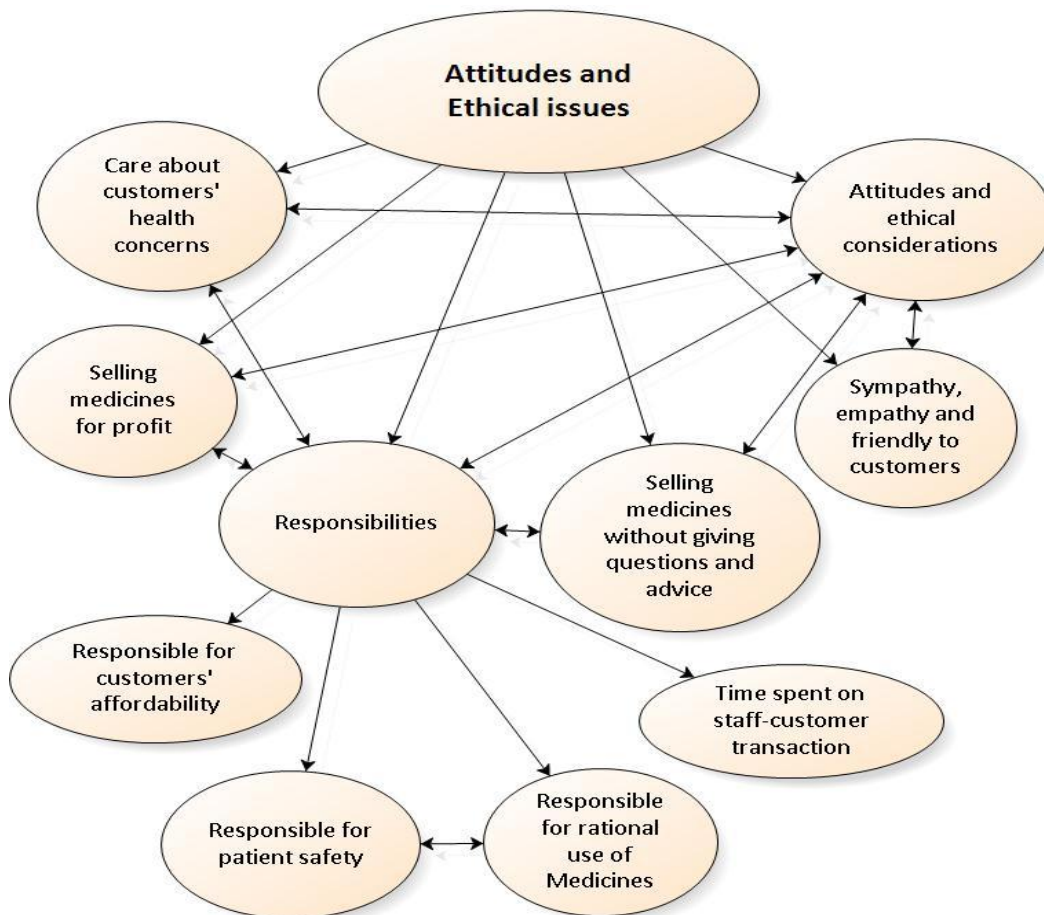 Attitudes and
Ethical issues
Care about
customers'
health
concerns
Attitudes and
ethical
considerations
Selling
medicines
for profit
Sympathy,
empathy and
friendly to
customers
Responsibilities
Selling
medicines
without giving
questions and
advice
Responsible for
customers'
affordability
Time spent on
staff-customer
transaction
Responsible for
patient safety
Responsible
for rational
use of
Medicines